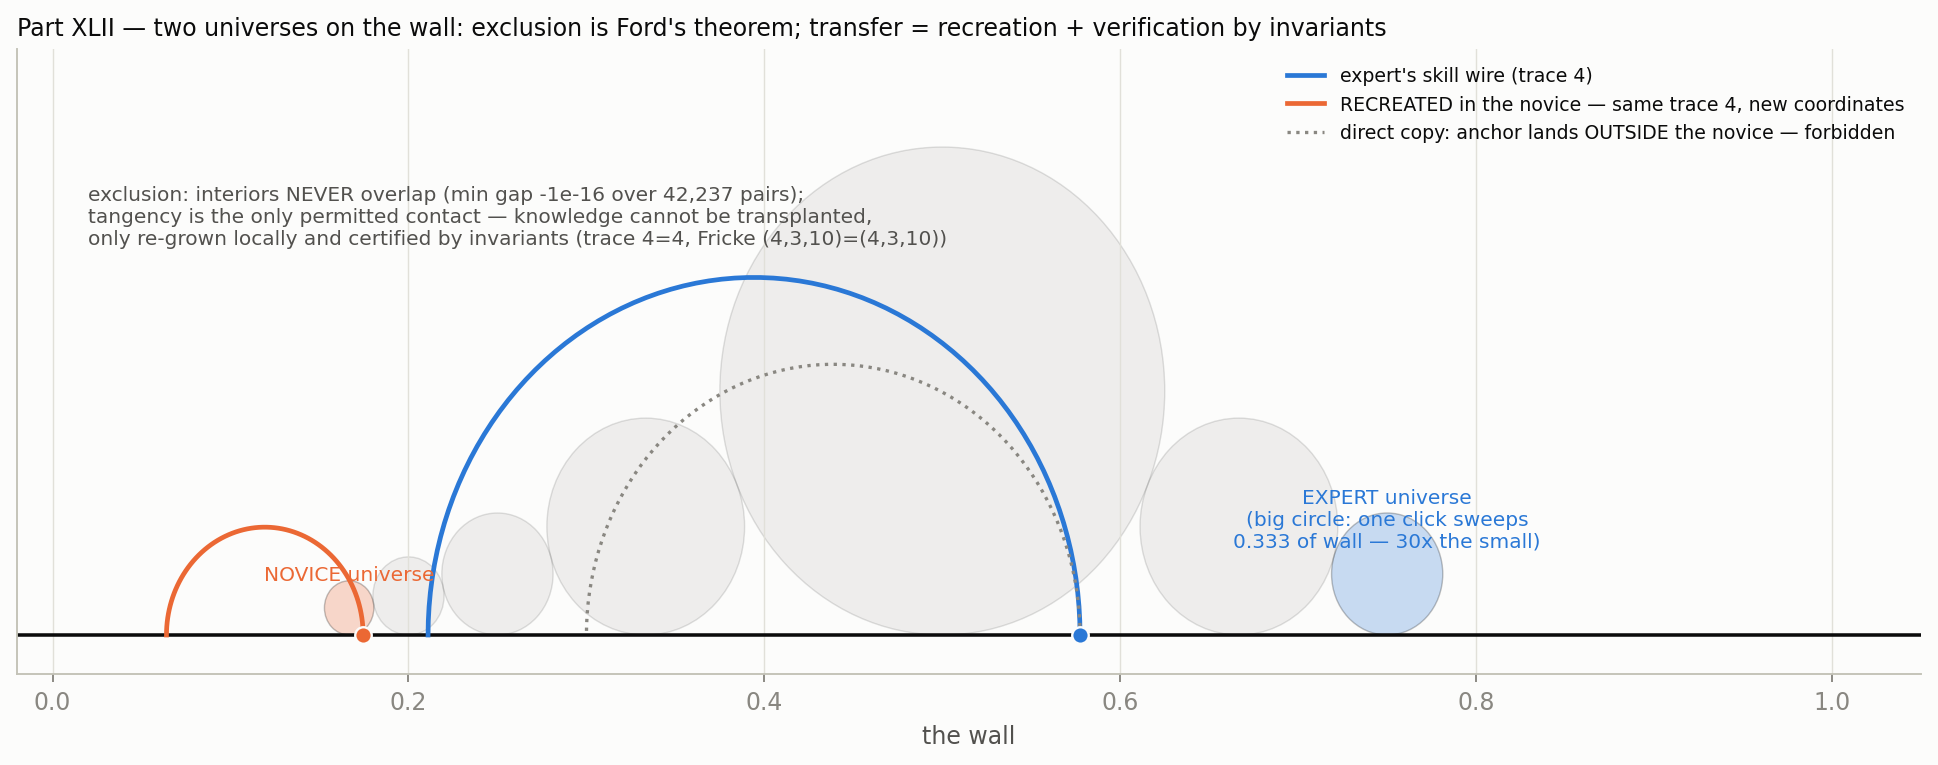 Part XLII — two universes on the wall: exclusion is Ford's theorem; transfer = recreation + verification by invariants
expert's skill wire (trace 4)
RECREATED in the novice — same trace 4, new coordinates
direct copy: anchor lands OUTSIDE the novice — forbidden
exclusion: interiors NEVER overlap (min gap -1e-16 over 42,237 pairs);
tangency is the only permitted contact — knowledge cannot be transplanted,
only re-grown locally and certified by invariants (trace 4=4, Fricke (4,3,10)=(4,3,10))
EXPERT universe
(big circle: one click sweeps
0.333 of wall — 30x the small)
NOVICE universe
0.0 0.2 0.4 0.6 0.8 1.0
the wall